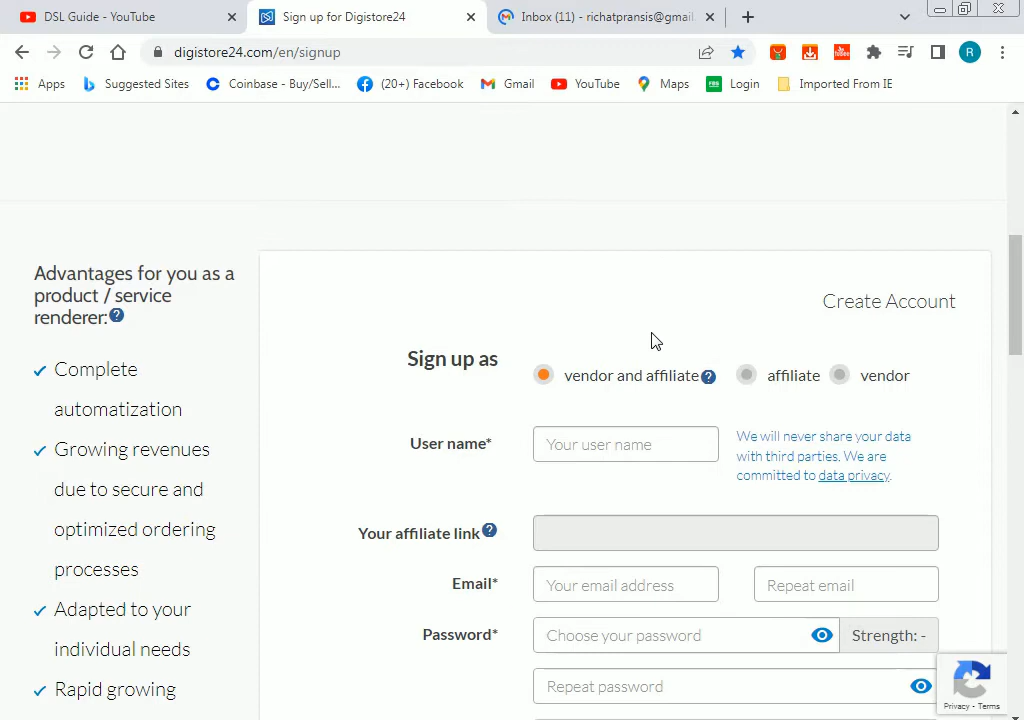 DSL Guide - YouTube
Sign up for Digistore24
Inbox (11) - richatpransis@gmail.
digistore24.com/en/signup
R
Apps
Suggested Sites
Coinbase - Buy/Sell...
(20+) Facebook
Gmail
YouTube
Maps
Login
Imported From IE
Advantages for you as a
product / service
renderer:
Complete
automatization
Growing revenues
due to secure and
optimized ordering
processes
Adapted to your
individual needs
Rapid growing
Create Account
Sign up as
vendor and affiliate
affiliate
vendor
User name*
Your user name
We will never share your data
with third parties. We are
committed to data privacy.
Your affiliate link
Email*
Your email address
Repeat email
Password*
Choose your password
Strength: -
Repeat password
Privacy - Terms